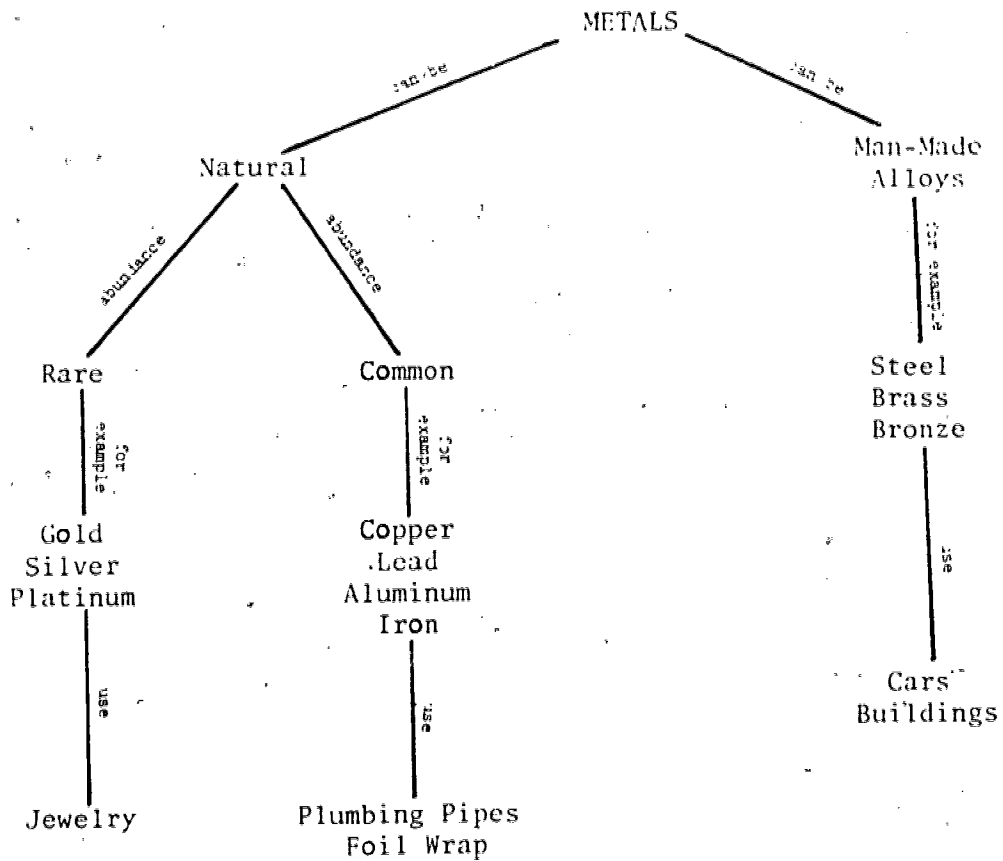 METALS
can be
can be
Natural
Man-Made
Alloys
abundance
abundance
for example
Rare
Common
Steel
Brass
Bronze
for
example
for
example
Gold
Silver
Platinum
Copper
Lead
Aluminum
Iron
use
Cars
Buildings
use
use
Jewelry
Plumbing Pipes
Foil Wrap